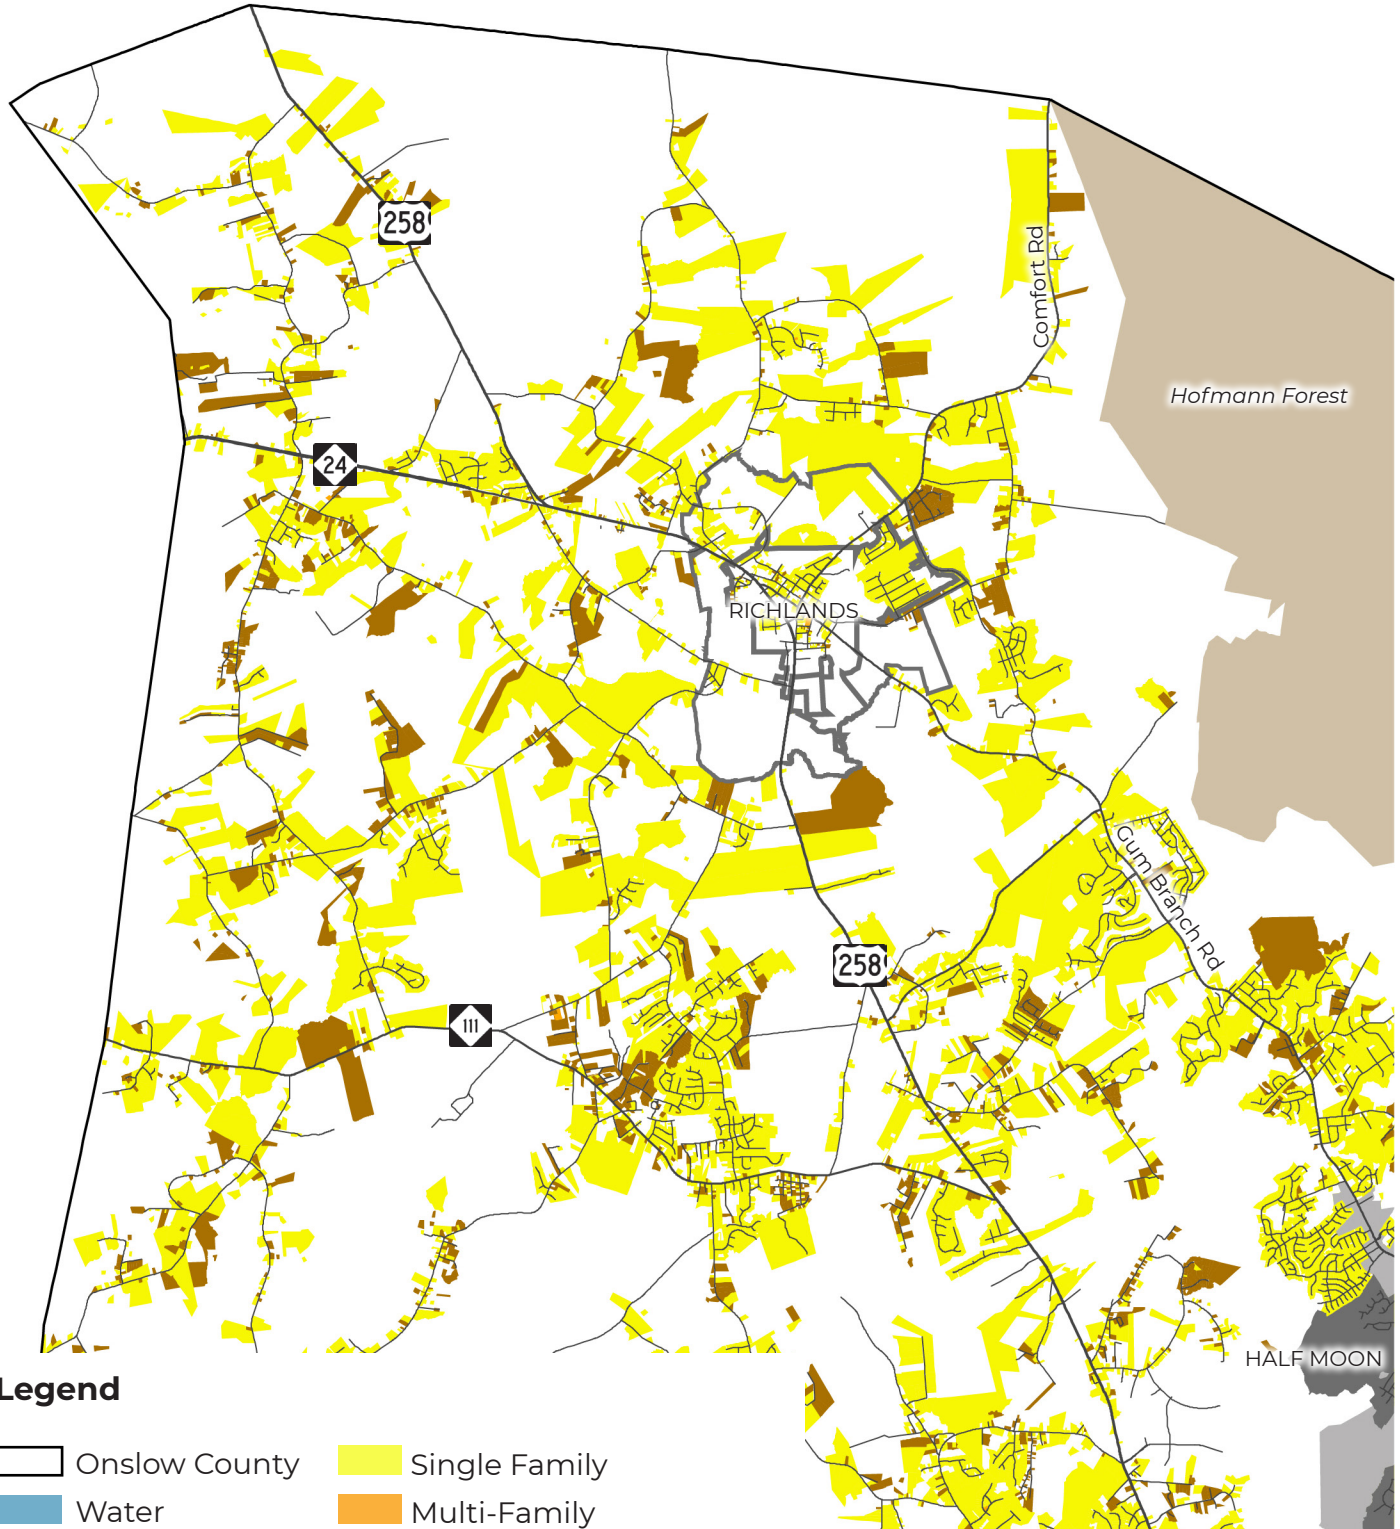 258
Comfort Rd
Hofmann Forest
24
RICHLANDS
Gum Branch Rd
258
111
HALF MOON
Legend
Onslow County
Single Family
Water
Multi-Family